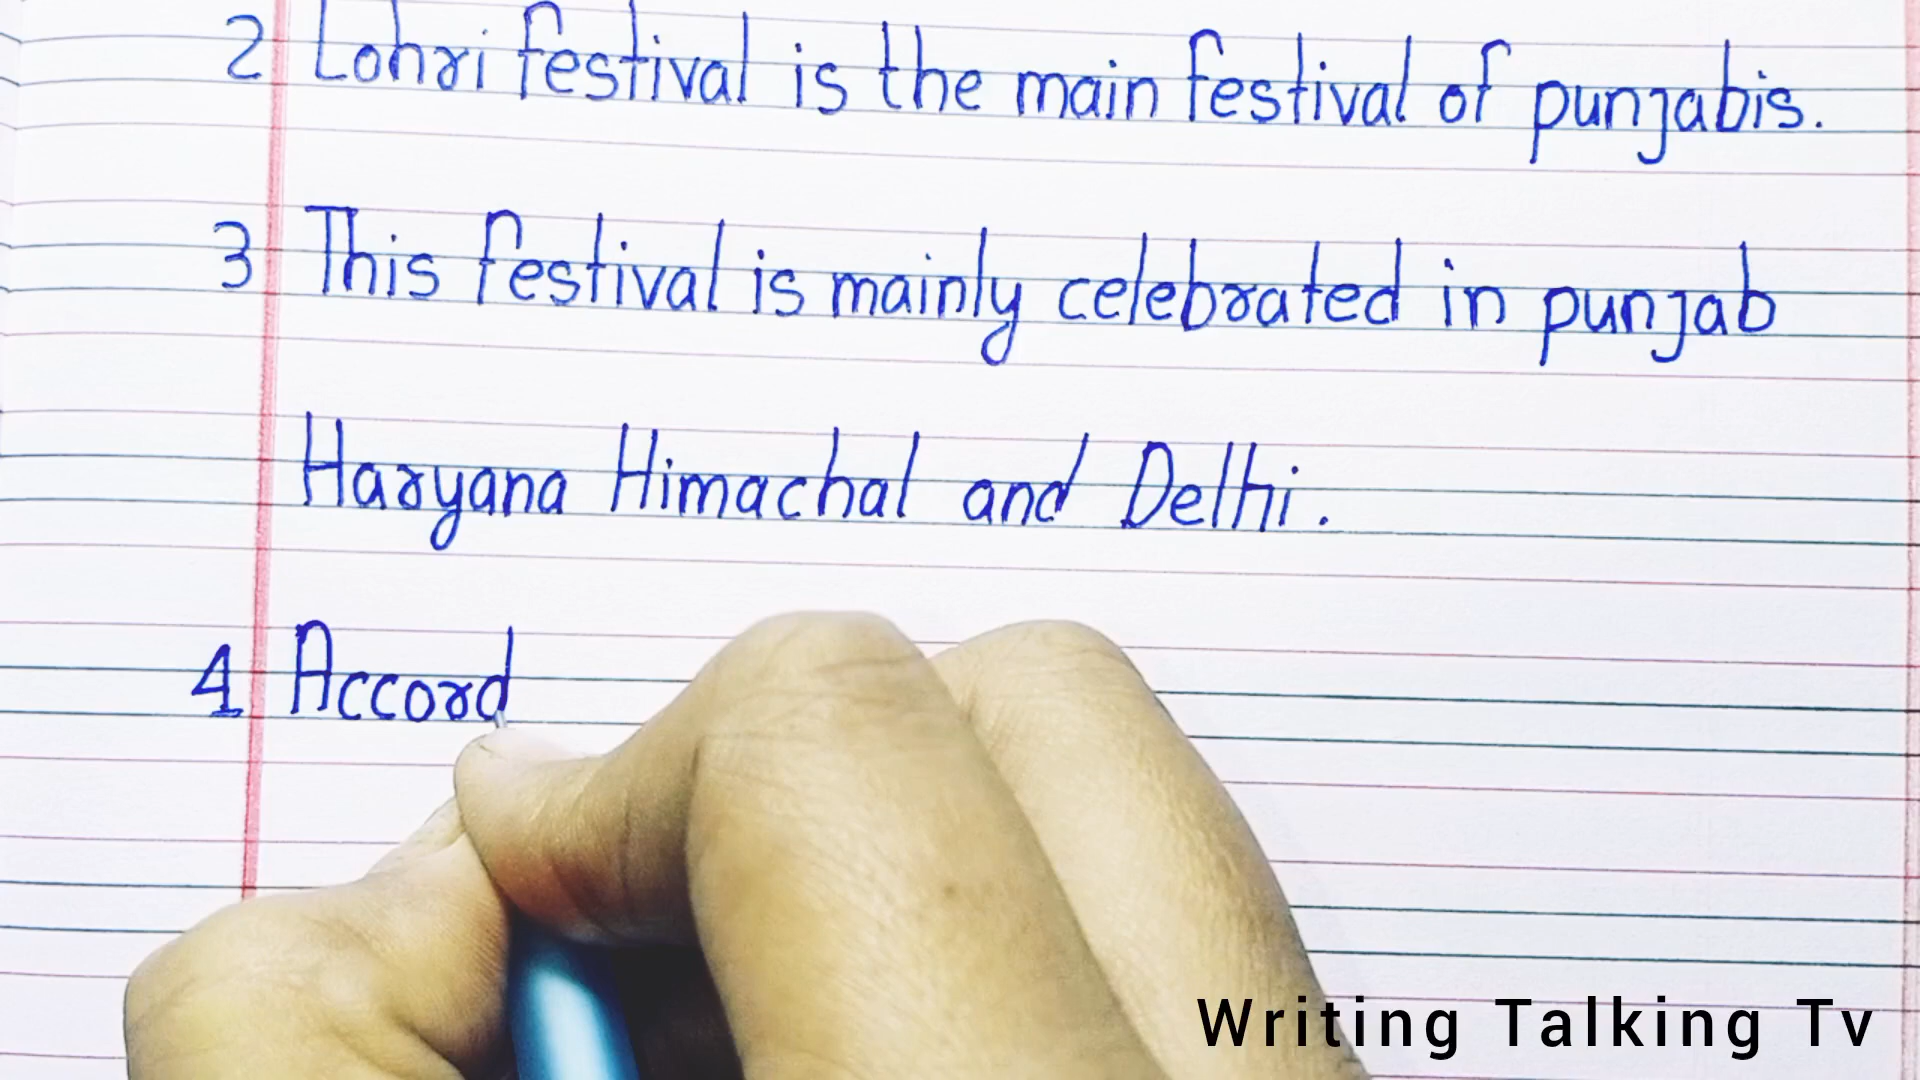 2 Lohri festival is the main festival of punjabis.
3 This festival is mainly celebrated in punjab
Haryana Himachal and Delhi.
4 Accord
Writing Talking Tv